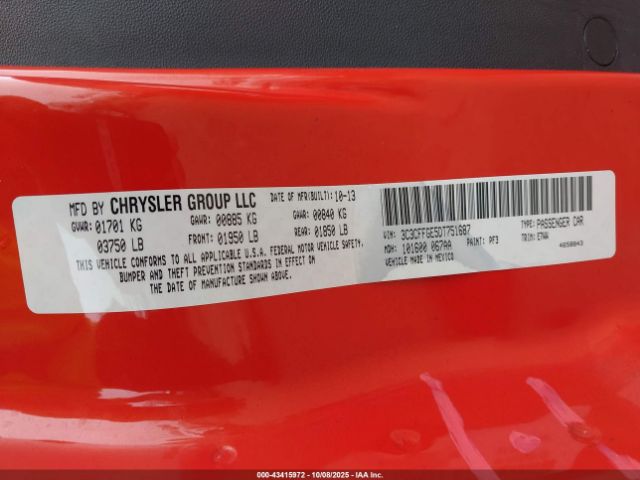 MFD BY CHRYSLER GROUP LLC DATE OF MFR(BUILT): 10-13
GVWR: 01701 KG GAWR: 00885 KG GAWR: 00840 KG
03750 LB FRONT: 01950 LB REAR: 01850 LB
THIS VEHICLE CONFORMS TO ALL APPLICABLE U.S.A. FEDERAL MOTOR VEHICLE SAFETY,
BUMPER AND THEFT PREVENTION STANDARDS IN EFFECT ON
THE DATE OF MANUFACTURE SHOWN ABOVE.
VIN: 3C3CFFGE5DT751687 TYPE: PASSENGER CAR
MDH: 101600 067AA PAINT: PF3 TRIM: E7WA
VEHICLE MADE IN MEXICO 4658843
000-43415972 - 10/08/2025 - IAA Inc.